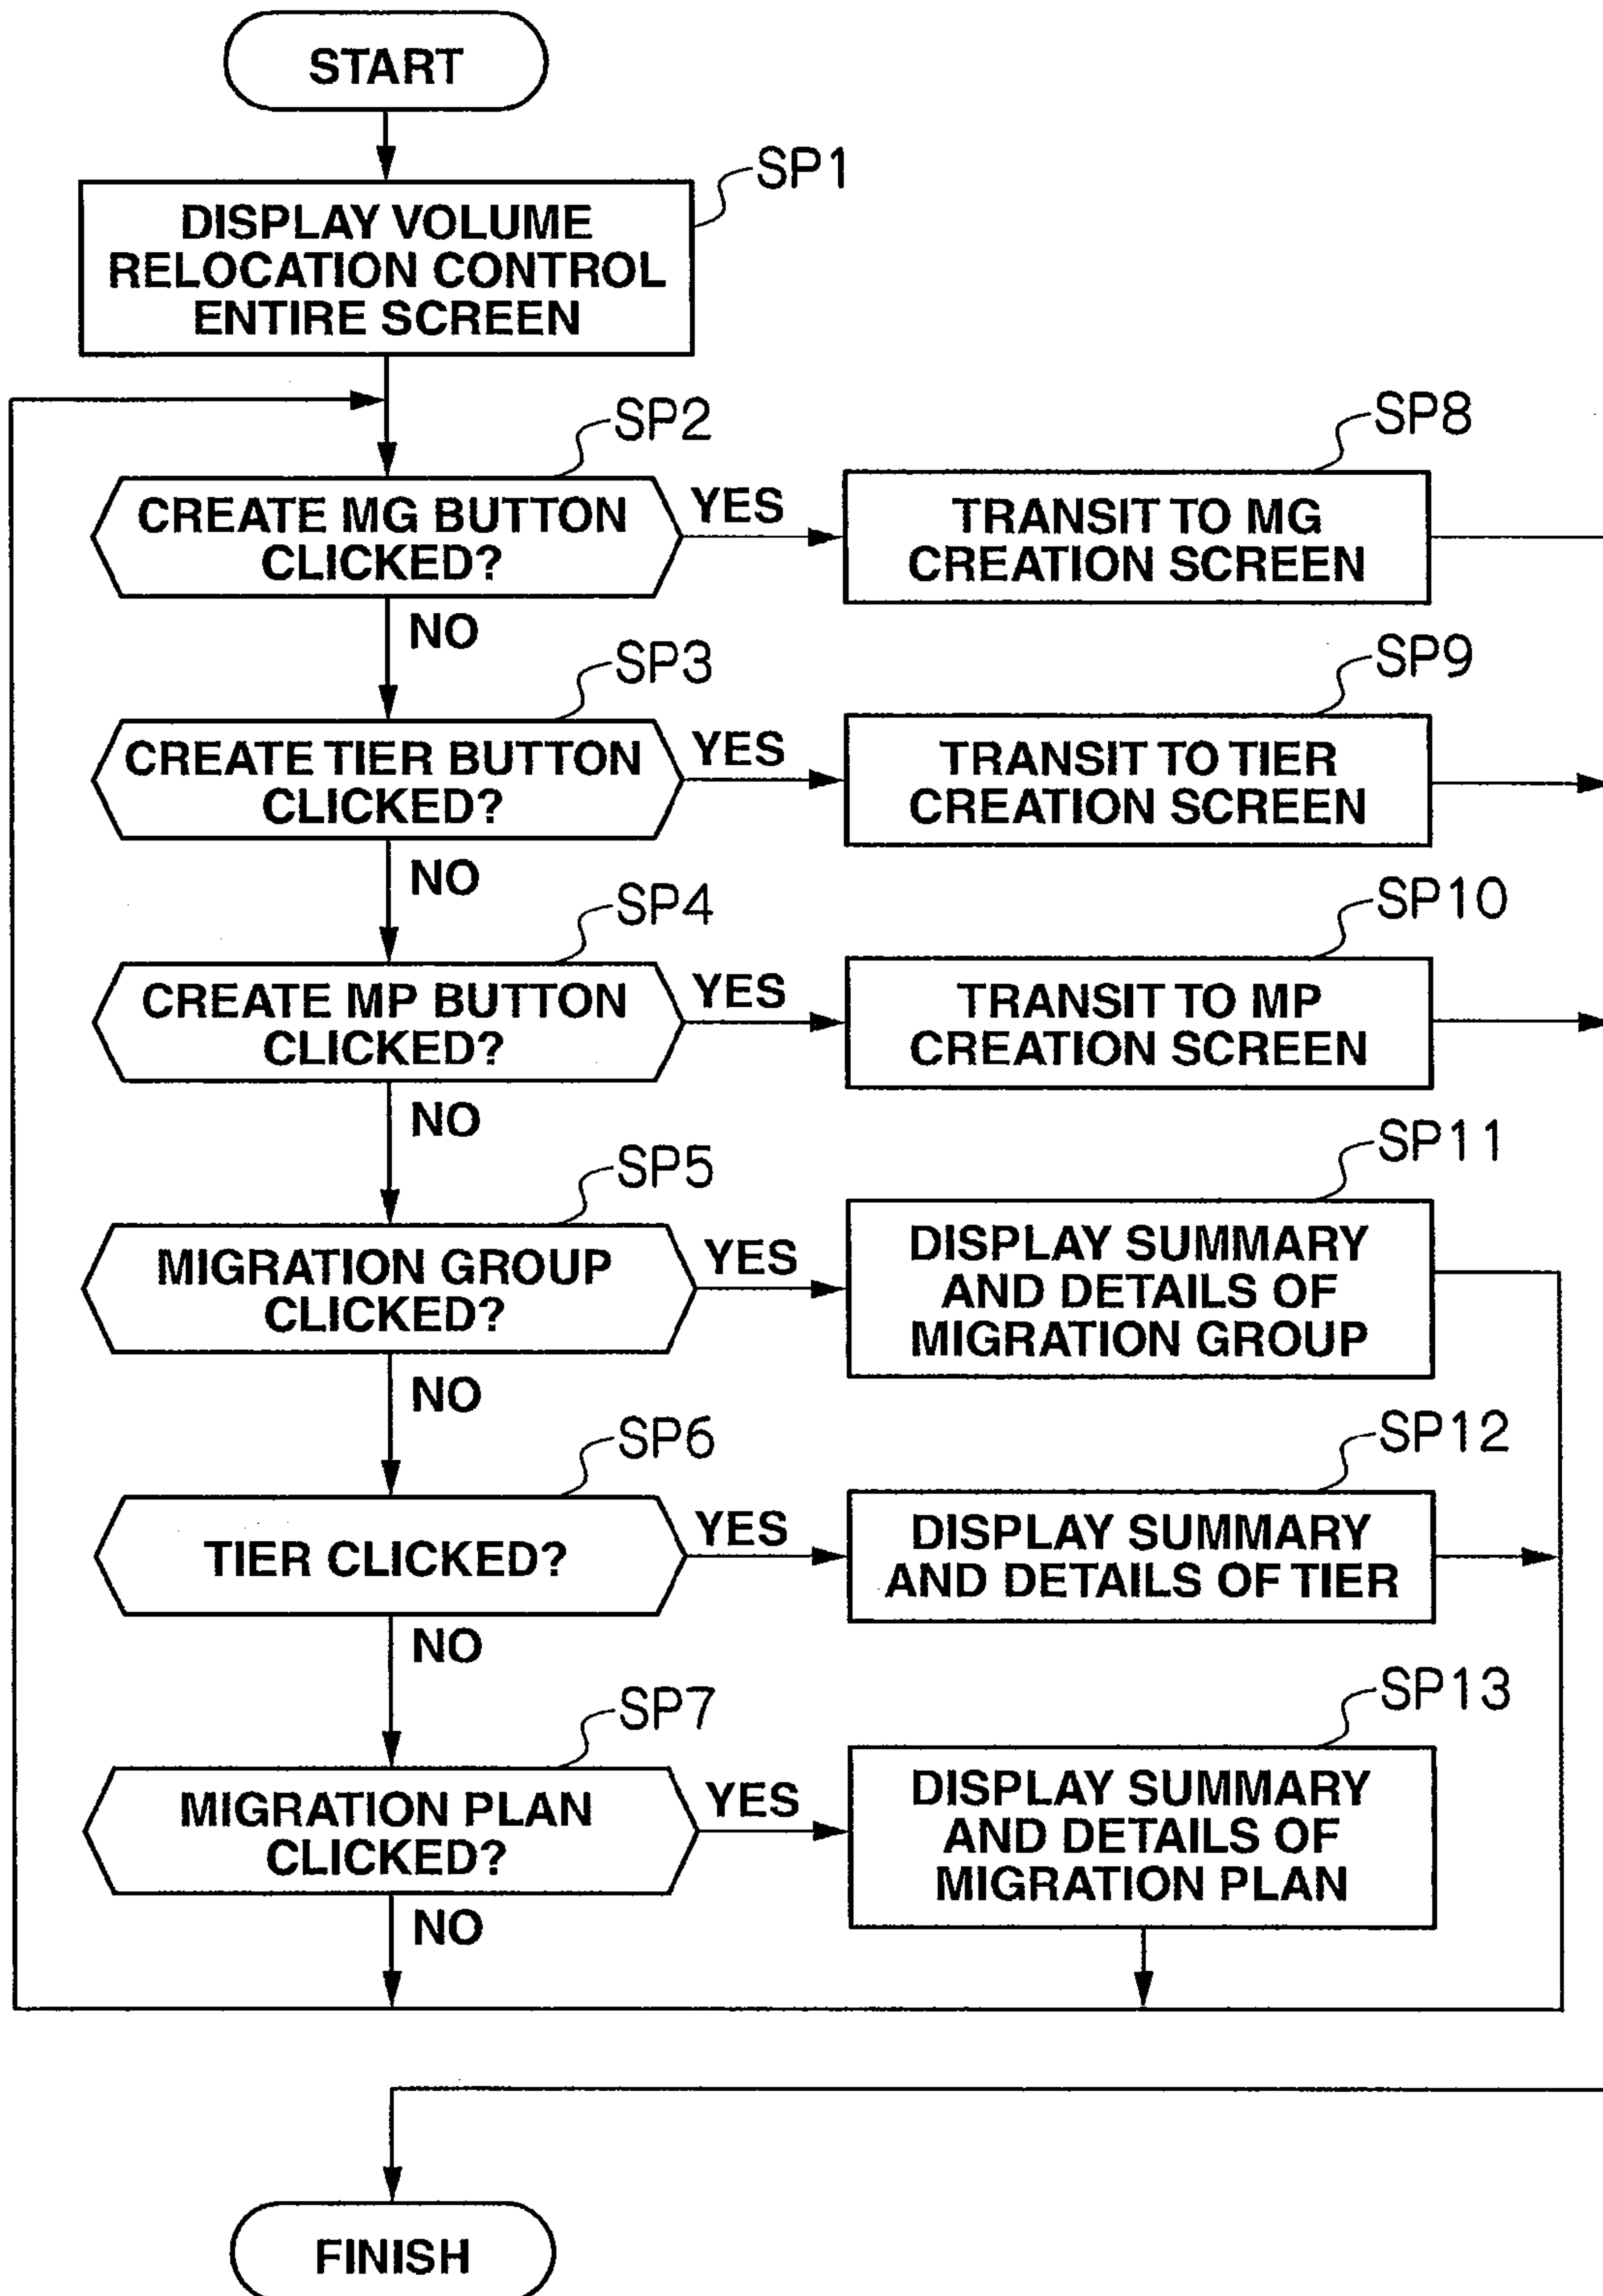 START
SP1
DISPLAY VOLUME
RELOCATION CONTROL
ENTIRE SCREEN
SP2
CREATE MG BUTTON
CLICKED?
YES
NO
SP8
TRANSIT TO MG
CREATION SCREEN
SP3
CREATE TIER BUTTON
CLICKED?
YES
NO
SP9
TRANSIT TO TIER
CREATION SCREEN
SP4
CREATE MP BUTTON
CLICKED?
YES
NO
SP10
TRANSIT TO MP
CREATION SCREEN
SP5
MIGRATION GROUP
CLICKED?
YES
NO
SP11
DISPLAY SUMMARY
AND DETAILS OF
MIGRATION GROUP
SP6
TIER CLICKED?
YES
NO
SP12
DISPLAY SUMMARY
AND DETAILS OF TIER
SP7
MIGRATION PLAN
CLICKED?
YES
NO
SP13
DISPLAY SUMMARY
AND DETAILS OF
MIGRATION PLAN
FINISH